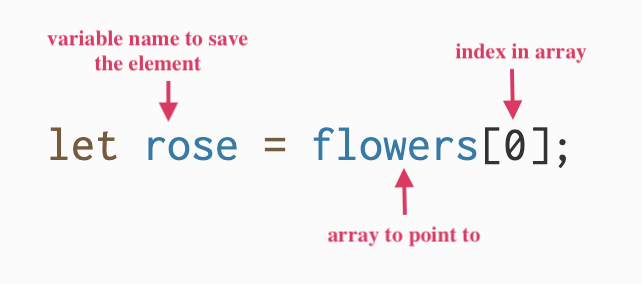 variable name to save
the element
index in array
let rose = flowers[0];
array to point to